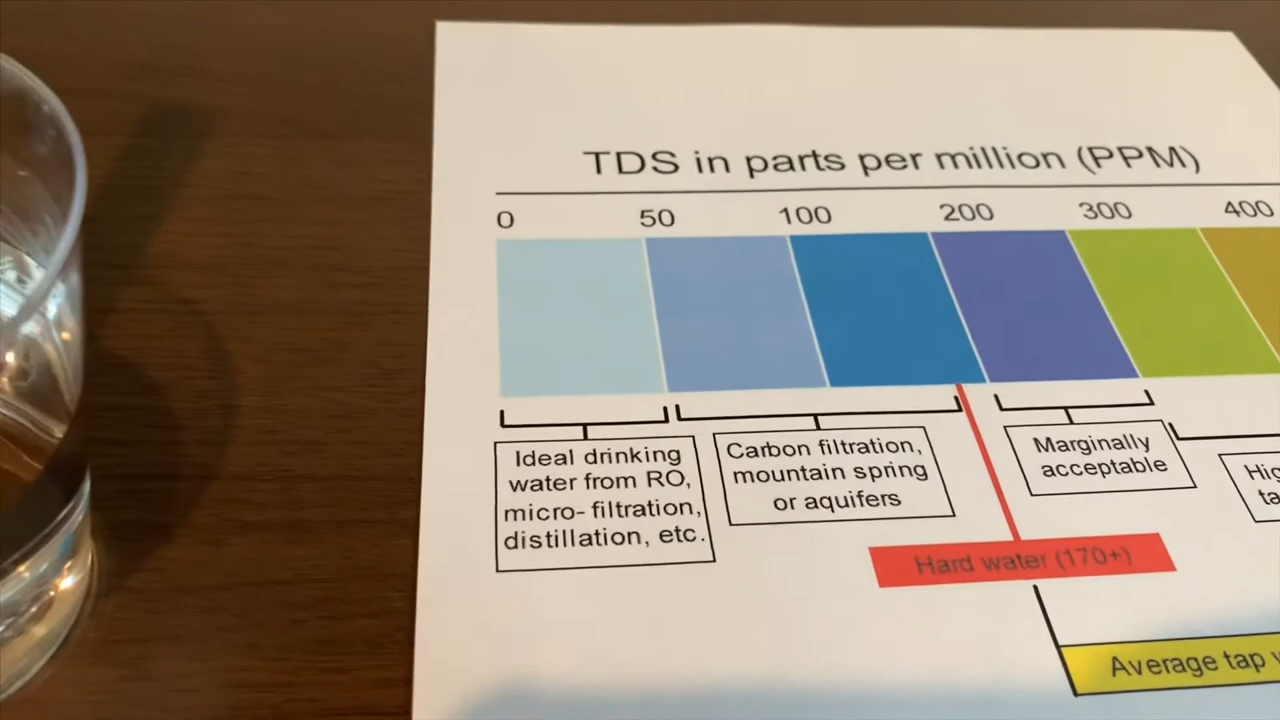 TDS in parts per million (PPM)
0 50 100 200 300 400
Ideal drinking
water from RO,
micro- filtration,
distillation, etc.
Carbon filtration,
mountain spring
or aquifers
Marginally
acceptable
Hard water (170+)
Average tap